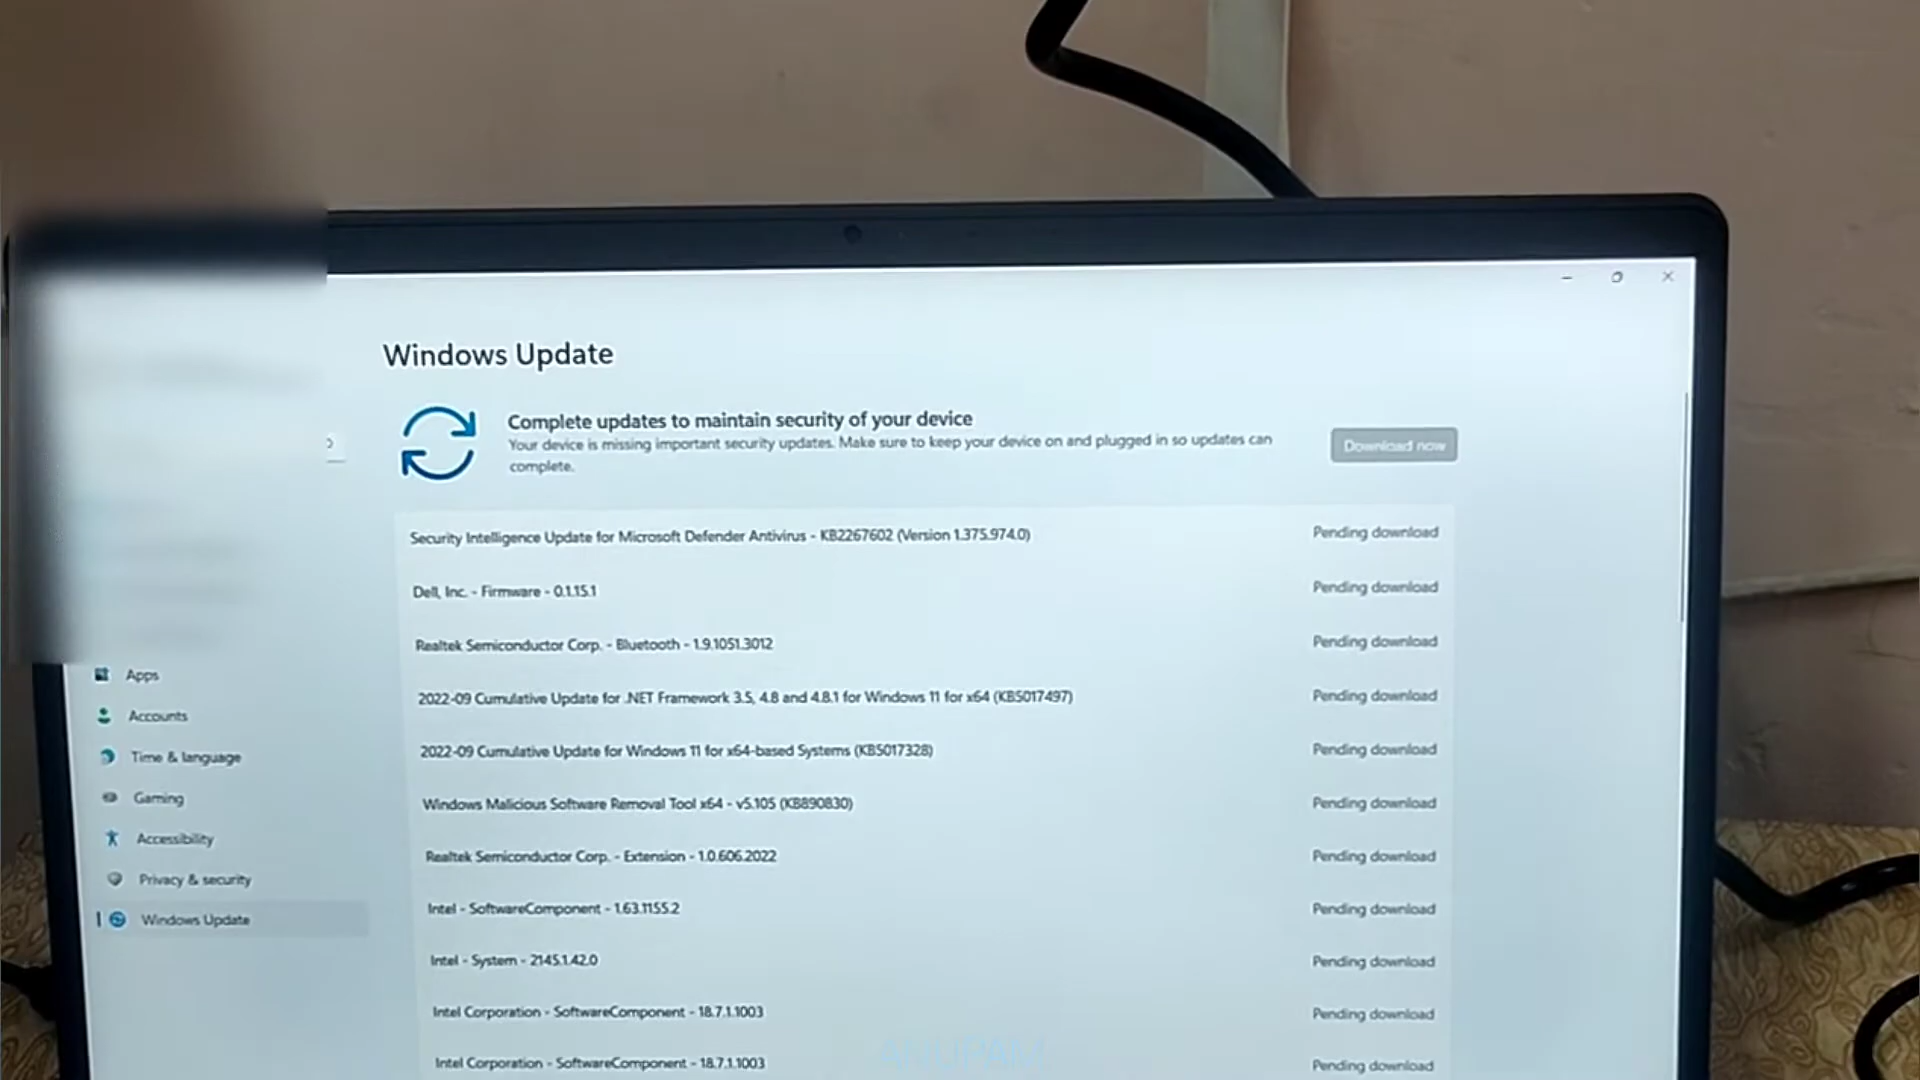 Windows Update
Complete updates to maintain security of your device
Your device is missing important security updates. Make sure to keep your device on and plugged in so updates can
complete.
Download now
Security Intelligence Update for Microsoft Defender Antivirus - KB2267602 (Version 1.375.974.0) Pending download
Dell, Inc. - Firmware - 0.1.15.1 Pending download
Realtek Semiconductor Corp. - Bluetooth - 1.9.1051.3012 Pending download
2022-09 Cumulative Update for .NET Framework 3.5, 4.8 and 4.8.1 for Windows 11 for x64 (KB5017497) Pending download
2022-09 Cumulative Update for Windows 11 for x64-based Systems (KB5017328) Pending download
Windows Malicious Software Removal Tool x64 - v5.105 (KB890830) Pending download
Realtek Semiconductor Corp. - Extension - 1.0.606.2022 Pending download
Intel - SoftwareComponent - 1.63.1155.2 Pending download
Intel - System - 2145.1.42.0 Pending download
Intel Corporation - SoftwareComponent - 18.7.1.1003 Pending download
Intel Corporation - SoftwareComponent - 18.7.1.1003 Pending download
Apps
Accounts
Time & language
Gaming
Accessibility
Privacy & security
Windows Update
ANUPAM